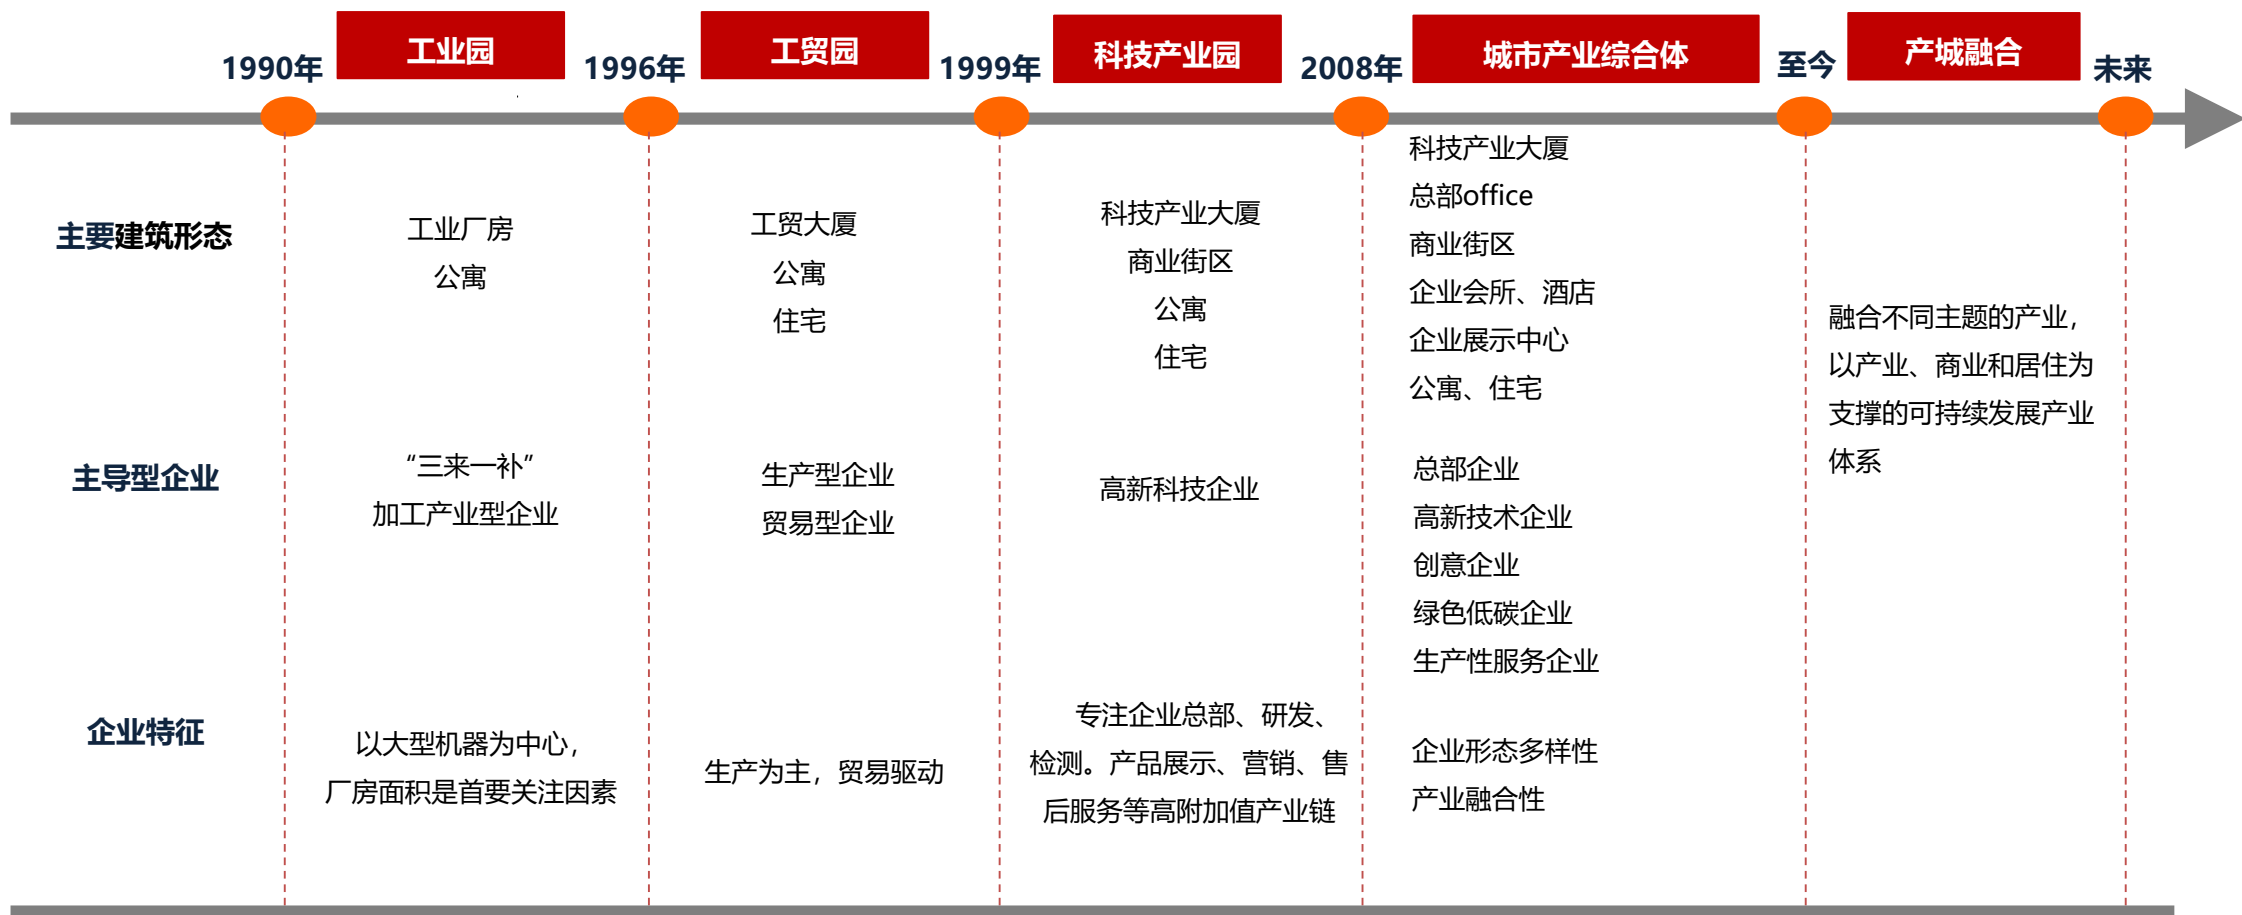 1990年
工业园
1996年
工贸园
1999年
科技产业园
2008年
城市产业综合体
至今
产城融合
未来
主要建筑形态
工业厂房
公寓
工贸大厦
公寓
住宅
科技产业大厦
商业街区
公寓
住宅
科技产业大厦
总部office
商业街区
企业会所、酒店
企业展示中心
公寓、住宅
融合不同主题的产业，
以产业、商业和居住为
支撑的可持续发展产业
体系
主导型企业
“三来一补”
加工产业型企业
生产型企业
贸易型企业
高新科技企业
总部企业
高新技术企业
创意企业
绿色低碳企业
生产性服务企业
企业特征
以大型机器为中心，
厂房面积是首要关注因素
生产为主，贸易驱动
专注企业总部、研发、
检测。产品展示、营销、售
后服务等高附加值产业链
企业形态多样性
产业融合性